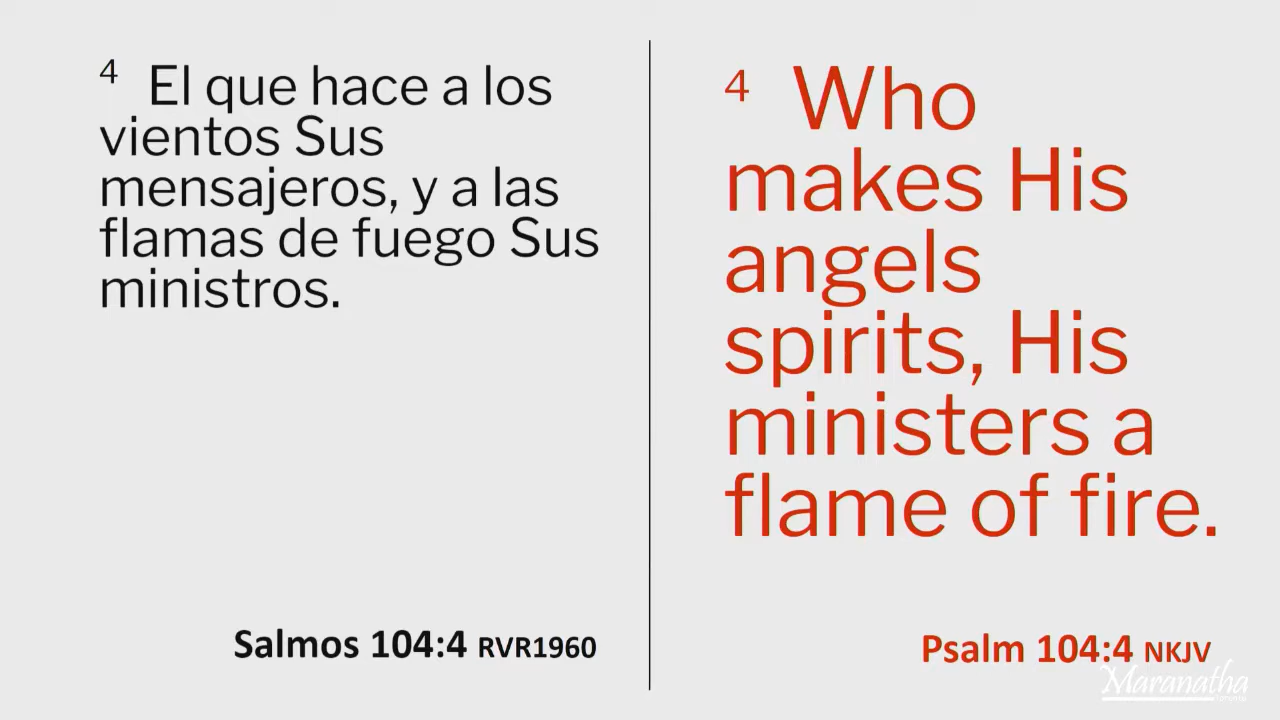 4 El que hace a los
vientos Sus
mensajeros, y a las
flamas de fuego Sus
ministros.
Salmos 104:4 RVR1960
4 Who
makes His
angels
spirits, His
ministers a
flame of fire.
Psalm 104:4 NKJV
Maranatha